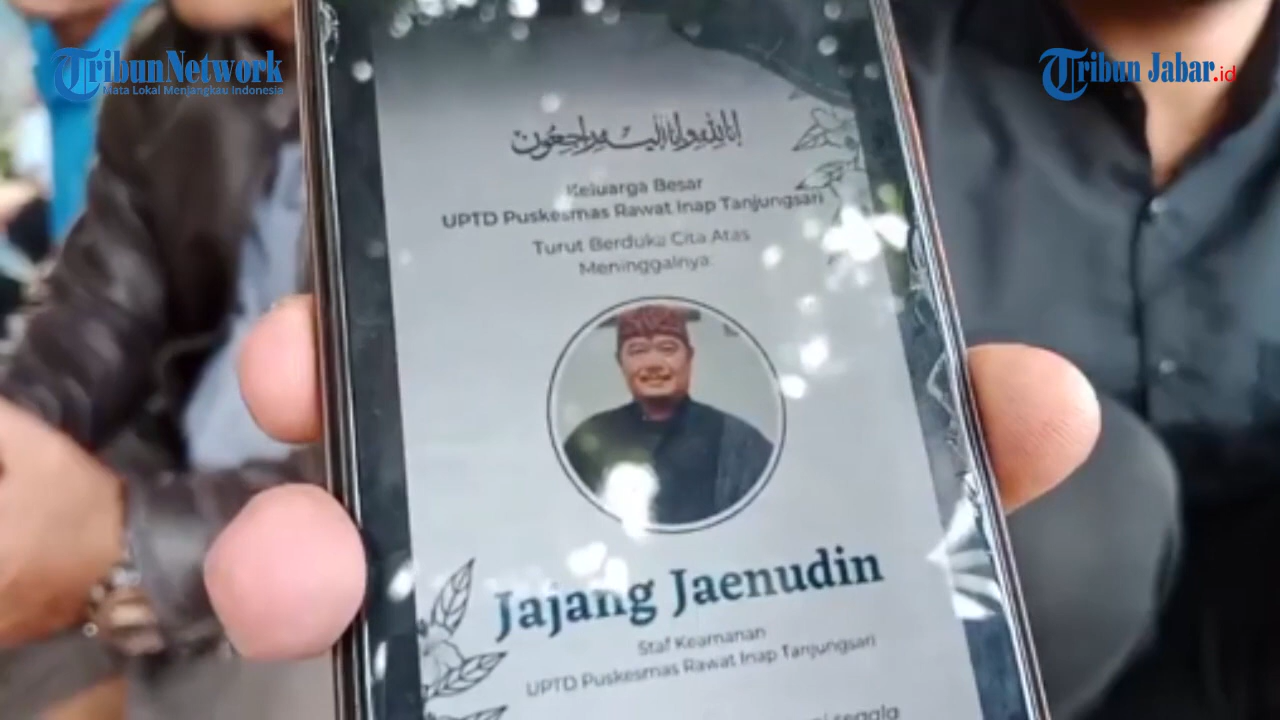 TribunNetwork
Mata Lokal Menjangkau Indonesia
Tribun Jabar.id
إنا لله وإنا إليه راجعون
Keluarga Besar
UPTD Puskesmas Rawat Inap Tanjungsari
Turut Berduka Cita Atas
Meninggalnya
Jajang Jaenudin
Staf Keamanan
UPTD Puskesmas Rawat Inap Tanjungsari
segala